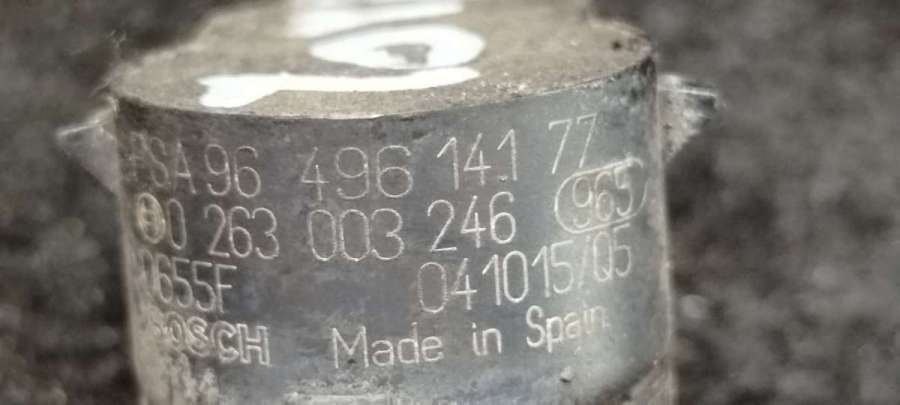 PSA 96 496 141 77
0 263 003 246 965
655F 041015/05
BOSCH Made in Spain